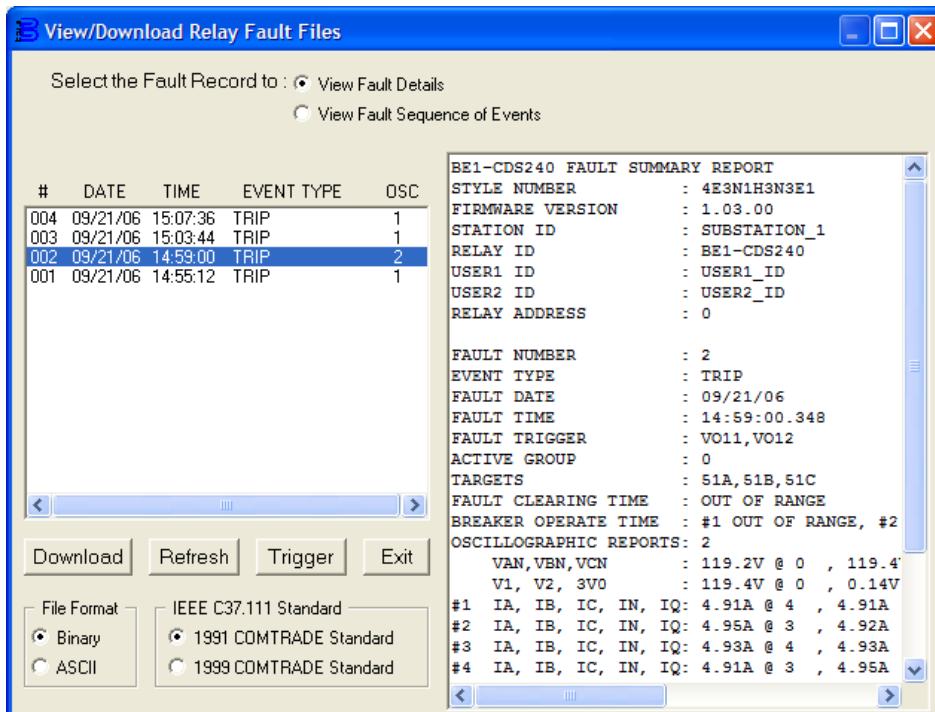 View/Download Relay Fault Files
Select the Fault Record to : View Fault Details
View Fault Sequence of Events
# DATE TIME EVENT TYPE OSC
004 09/21/06 15:07:36 TRIP 1
003 09/21/06 15:03:44 TRIP 1
002 09/21/06 14:59:00 TRIP 2
001 09/21/06 14:55:12 TRIP 1
Download Refresh Trigger Exit
File Format
Binary
ASCII
IEEE C37.111 Standard
1991 COMTRADE Standard
1999 COMTRADE Standard
BE1-CDS240 FAULT SUMMARY REPORT
STYLE NUMBER : 4E3N1H3N3E1
FIRMWARE VERSION : 1.03.00
STATION ID : SUBSTATION_1
RELAY ID : BE1-CDS240
USER1 ID : USER1_ID
USER2 ID : USER2_ID
RELAY ADDRESS : 0
FAULT NUMBER : 2
EVENT TYPE : TRIP
FAULT DATE : 09/21/06
FAULT TIME : 14:59:00.348
FAULT TRIGGER : VO11,VO12
ACTIVE GROUP : 0
TARGETS : 51A,51B,51C
FAULT CLEARING TIME : OUT OF RANGE
BREAKER OPERATE TIME : #1 OUT OF RANGE, #2
OSCILLOGRAPHIC REPORTS: 2
VAN,VBN,VCN : 119.2V @ 0 , 119.4
V1, V2, 3V0 : 119.4V @ 0 , 0.14V
#1 IA, IB, IC, IN, IQ: 4.91A @ 4 , 4.91A
#2 IA, IB, IC, IN, IQ: 4.95A @ 3 , 4.92A
#3 IA, IB, IC, IN, IQ: 4.93A @ 4 , 4.93A
#4 IA, IB, IC, IN, IQ: 4.91A @ 3 , 4.95A